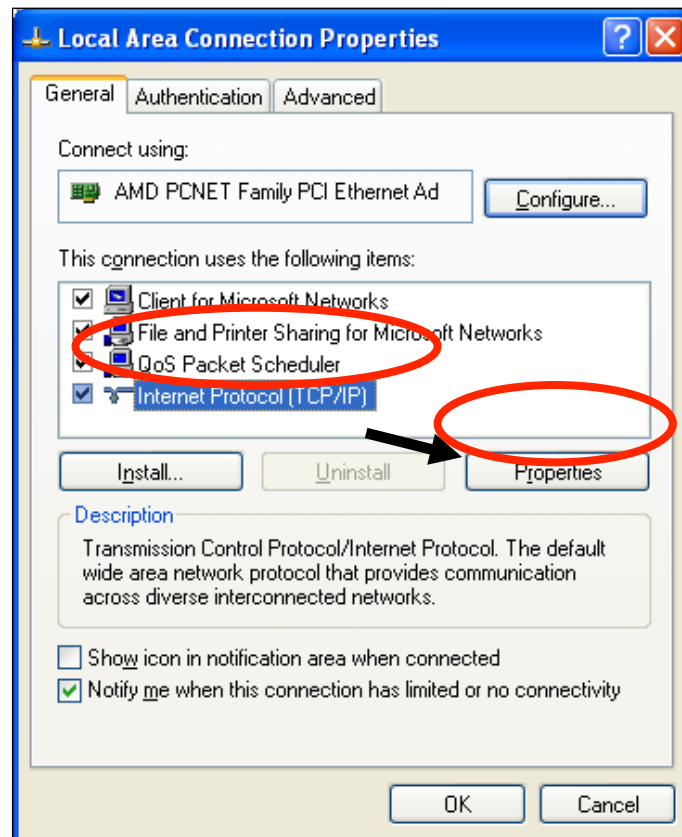 Local Area Connection Properties
General Authentication Advanced
Connect using:
AMD PCNET Family PCI Ethernet Ad Configure...
This connection uses the following items:
Client for Microsoft Networks
File and Printer Sharing for Microsoft Networks
QoS Packet Scheduler
Internet Protocol (TCP/IP)
Install... Uninstall Properties
Description
Transmission Control Protocol/Internet Protocol. The default
wide area network protocol that provides communication
across diverse interconnected networks.
Show icon in notification area when connected
Notify me when this connection has limited or no connectivity
OK Cancel